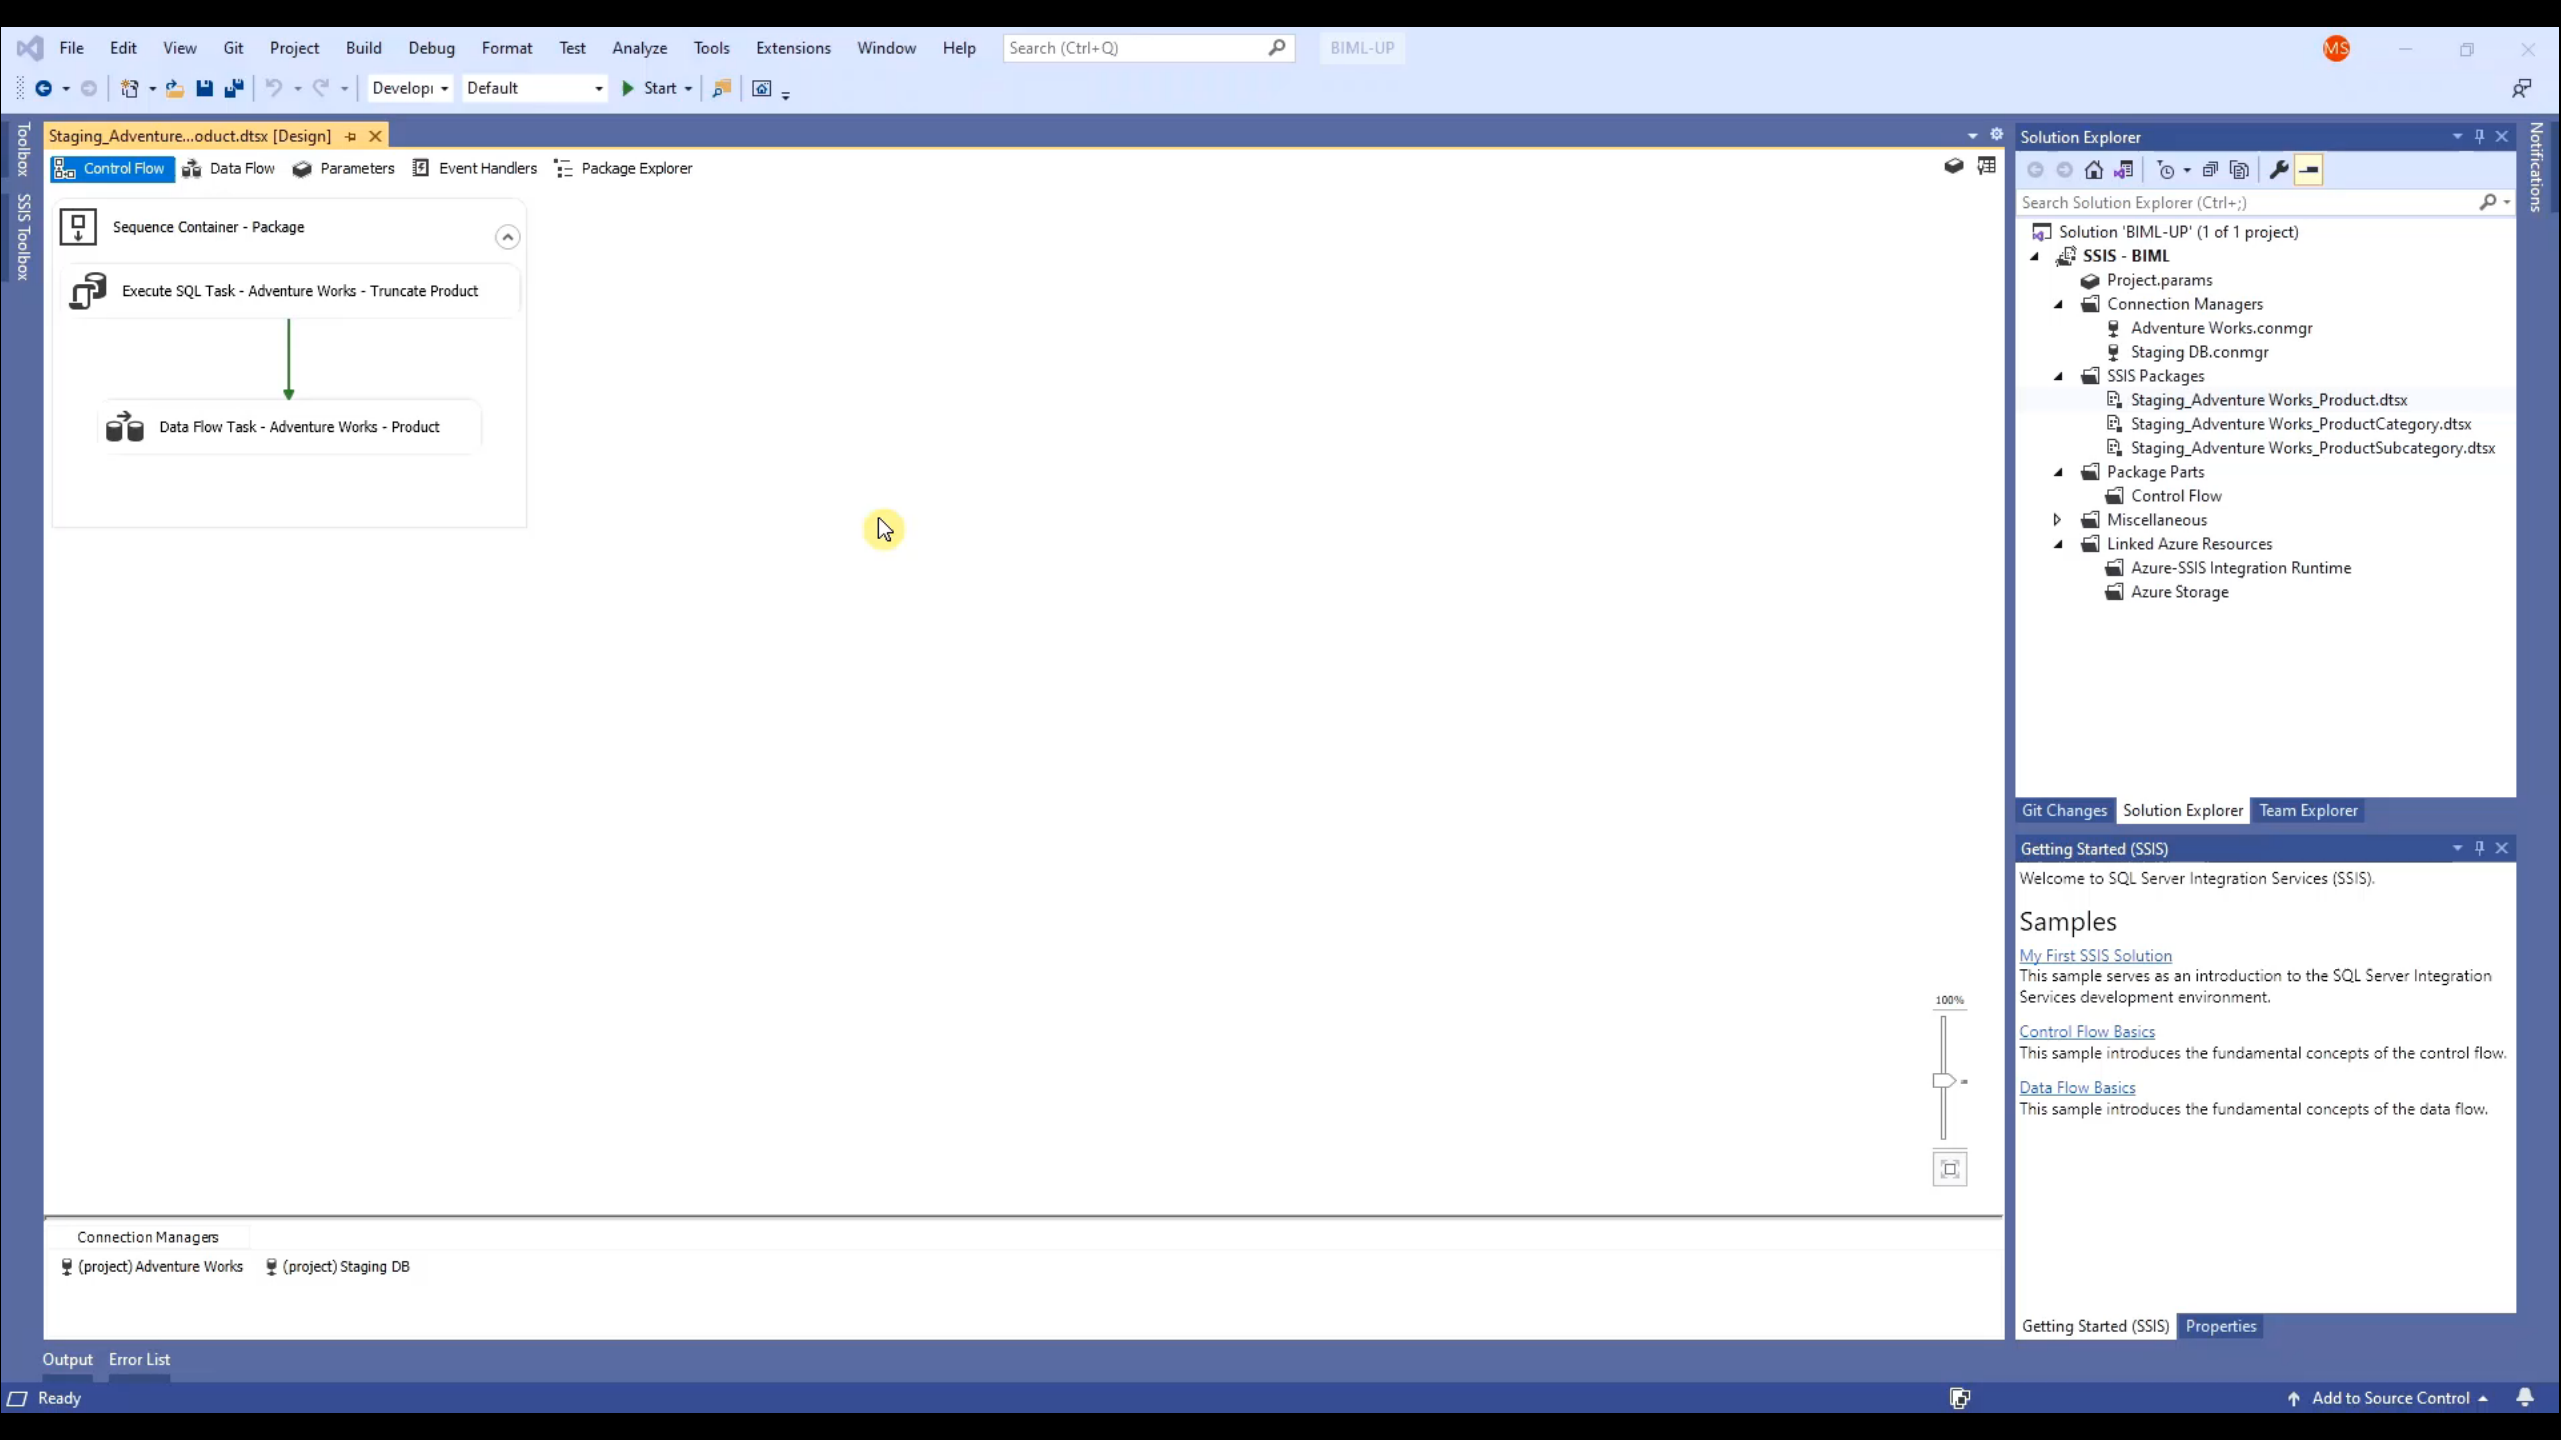 File Edit View Git Project Build Debug Format Test Analyze Tools Extensions Window Help Search (Ctrl+Q) BIML-UP MS
Default Start
Toolbox
SSIS Toolbox
Staging_Adventure...oduct.dtsx [Design]
Control Flow Data Flow Parameters Event Handlers Package Explorer
Sequence Container - Package
Execute SQL Task - Adventure Works - Truncate Product
Data Flow Task - Adventure Works - Product
100%
Connection Managers
(project) Adventure Works (project) Staging DB
Solution Explorer
Search Solution Explorer (Ctrl+;)
Solution 'BIML-UP' (1 of 1 project)
SSIS - BIML
Project.params
Connection Managers
Adventure Works.conmgr
Staging DB.conmgr
SSIS Packages
Staging_Adventure Works_Product.dtsx
Staging_Adventure Works_ProductCategory.dtsx
Staging_Adventure Works_ProductSubcategory.dtsx
Package Parts
Control Flow
Miscellaneous
Linked Azure Resources
Azure-SSIS Integration Runtime
Azure Storage
Git Changes Solution Explorer Team Explorer
Getting Started (SSIS)
Welcome to SQL Server Integration Services (SSIS).
Samples
My First SSIS Solution
This sample serves as an introduction to the SQL Server Integration
Services development environment.
Control Flow Basics
This sample introduces the fundamental concepts of the control flow.
Data Flow Basics
This sample introduces the fundamental concepts of the data flow.
Getting Started (SSIS) Properties
Notifications
Output Error List
Ready Add to Source Control